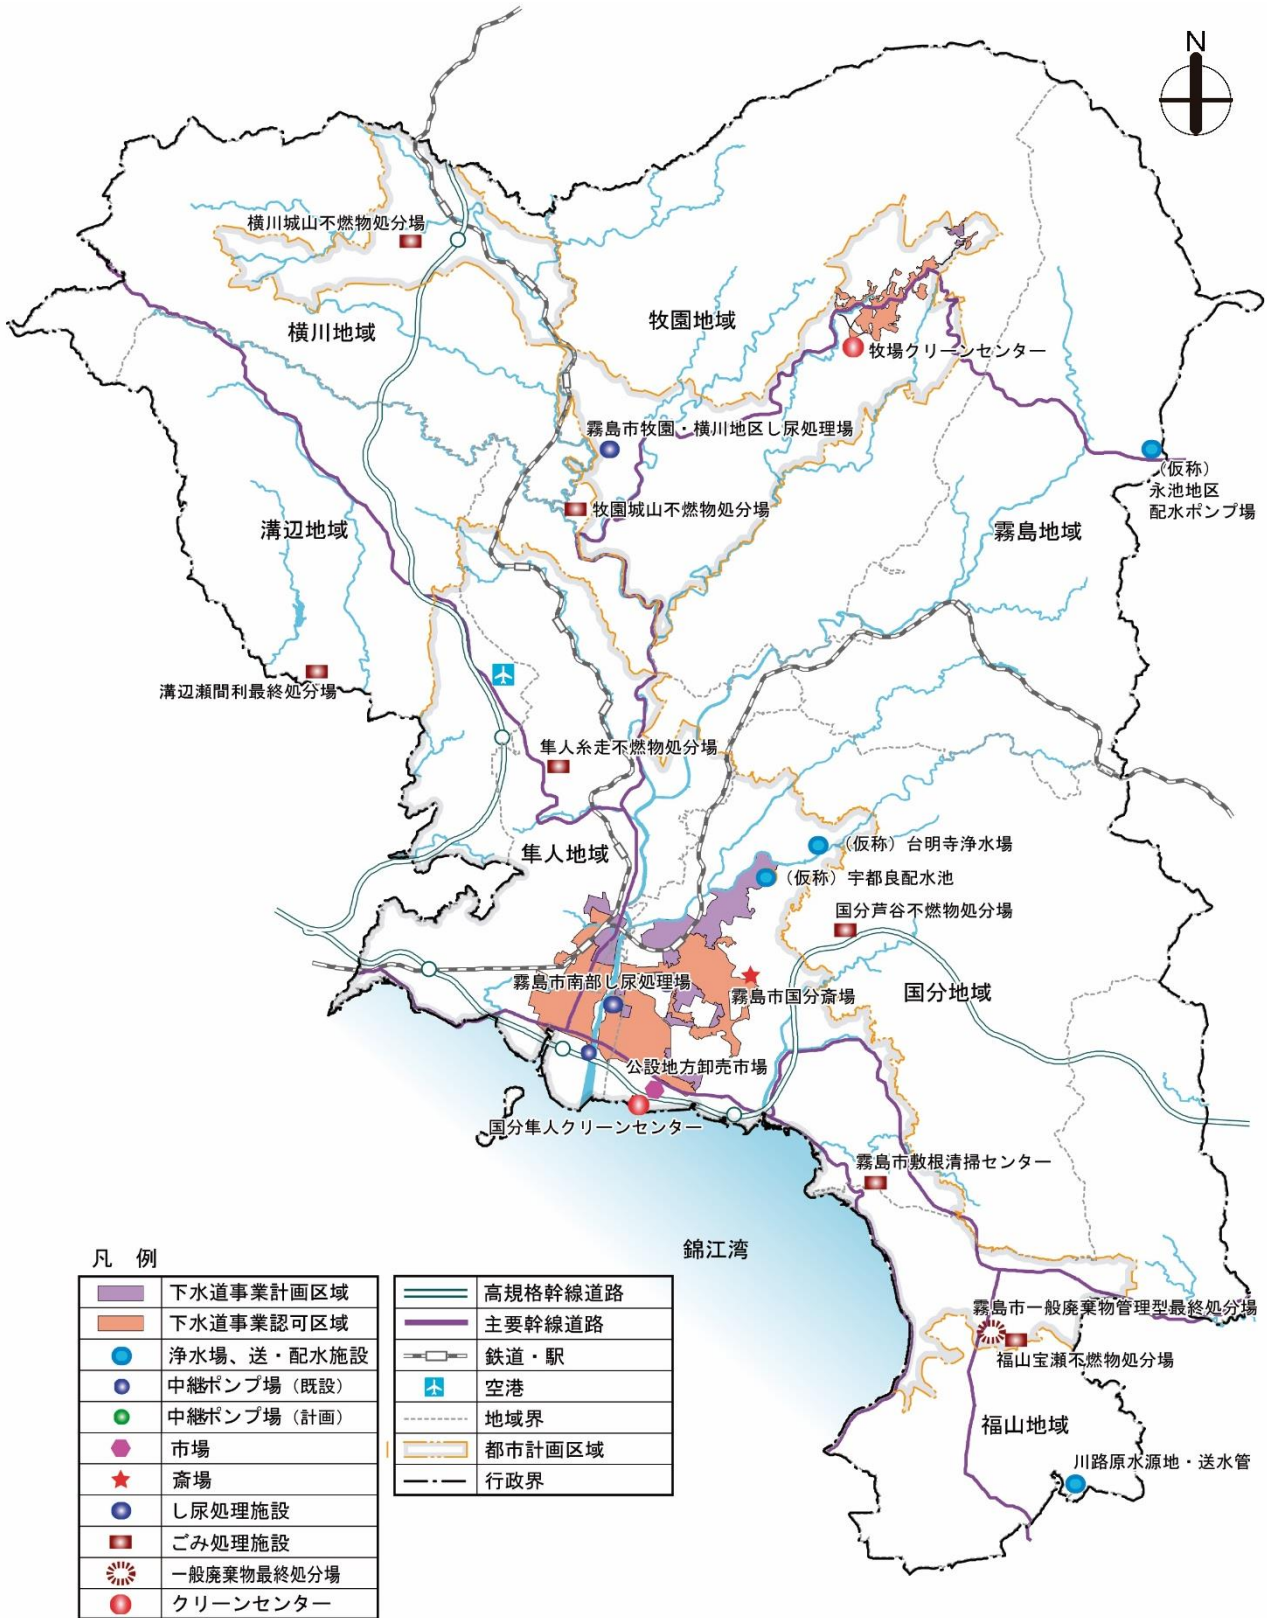 N
横川城山不燃物処分場
横川地域
牧園地域
牧場クリーンセンター
霧島市牧園・横川地区し尿処理場
(仮称)
永池地区
配水ポンプ場
牧園城山不燃物処分場
溝辺地域
霧島地域
溝辺瀬間利最終処分場
隼人糸走不燃物処分場
隼人地域
(仮称)台明寺浄水場
(仮称)宇都良配水池
国分芦谷不燃物処分場
霧島市南部し尿処理場
霧島市国分斎場
国分地域
公設地方卸売市場
国分隼人クリーンセンター
霧島市敷根清掃センター
錦江湾
霧島市一般廃棄物管理型最終処分場
福山宝瀬不燃物処分場
福山地域
川路原水源地・送水管
凡 例
下水道事業計画区域
下水道事業認可区域
浄水場、送・配水施設
中継ポンプ場(既設)
中継ポンプ場(計画)
市場
斎場
し尿処理施設
ごみ処理施設
一般廃棄物最終処分場
クリーンセンター
高規格幹線道路
主要幹線道路
鉄道・駅
空港
地域界
都市計画区域
行政界